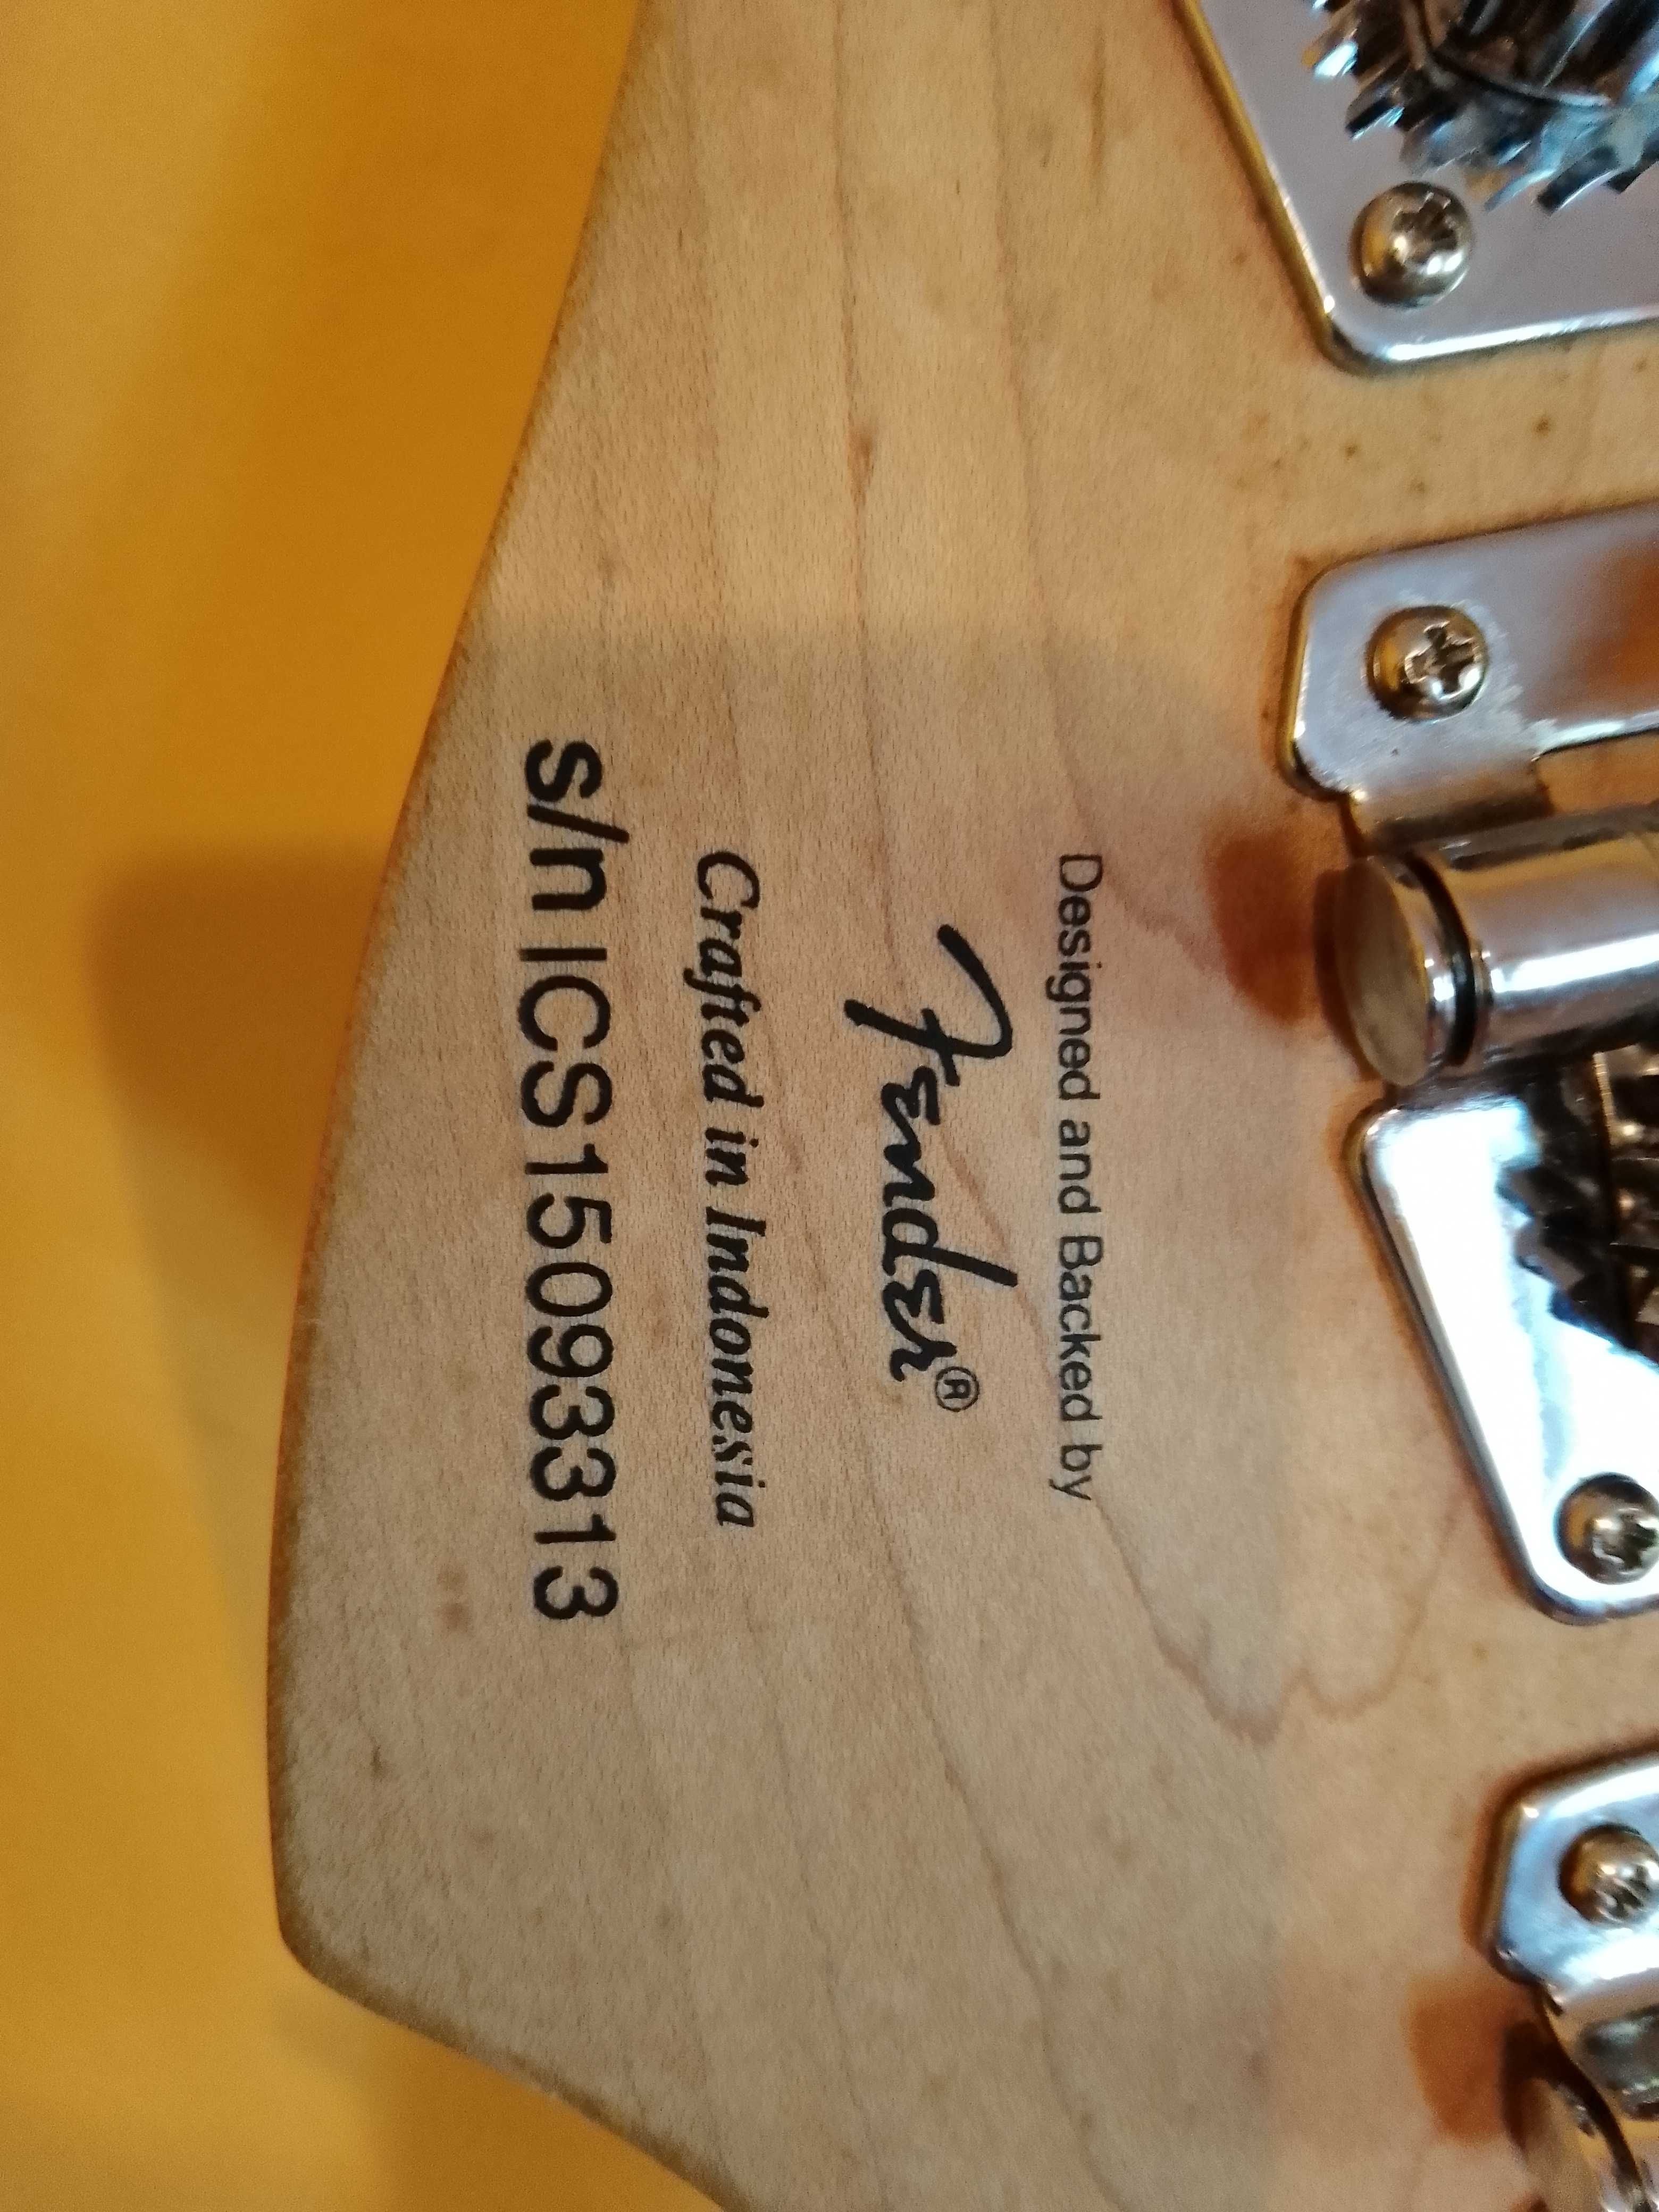 Designed and Backed by
Fender®
Crafted in Indonesia
s/n ICS15093313